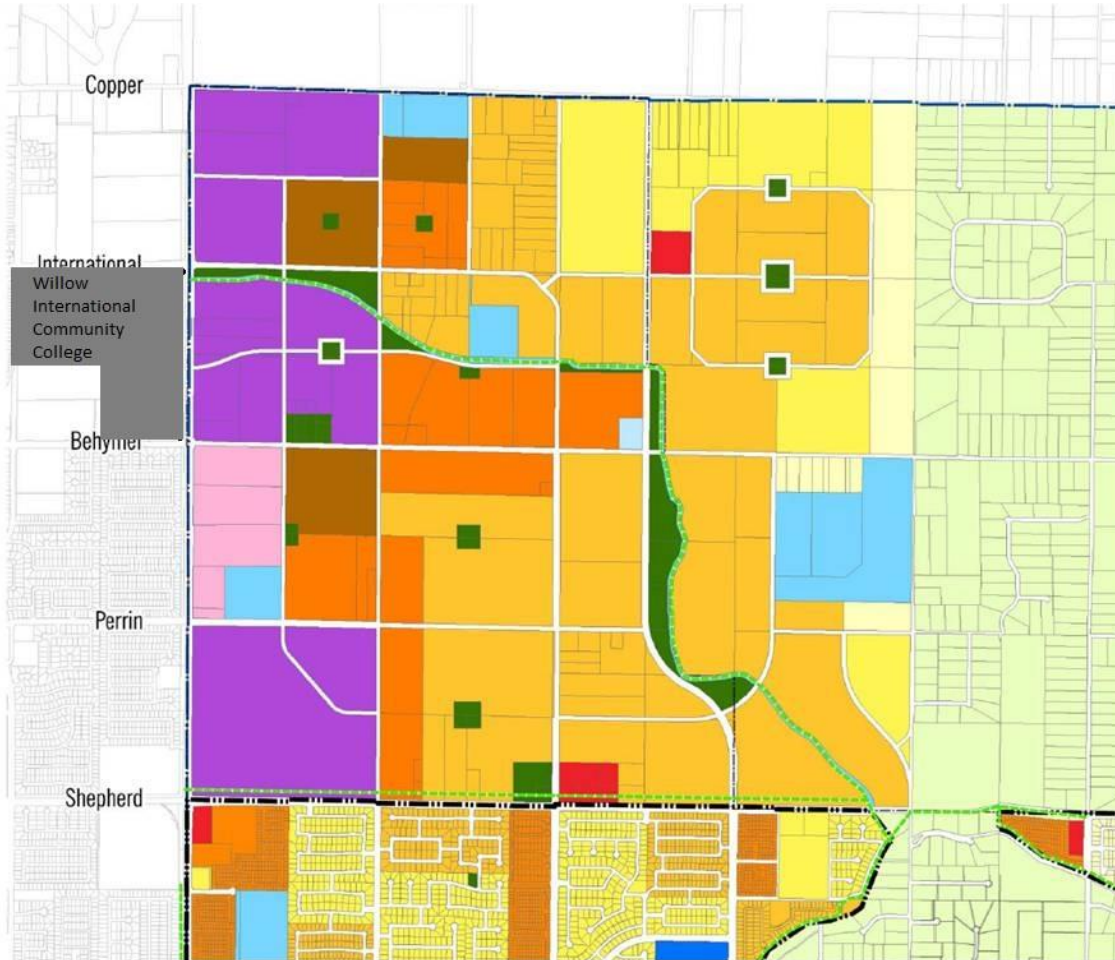 Copper
International
Willow
International
Community
College
Behymer
Perrin
Shepherd